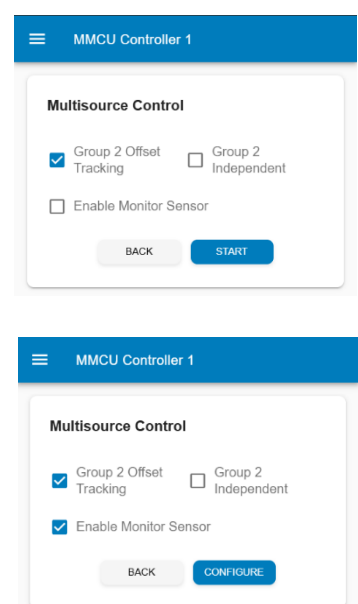 MMCU Controller 1
Multisource Control
Group 2 Offset
Tracking
Group 2
Independent
Enable Monitor Sensor
BACK
START
MMCU Controller 1
Multisource Control
Group 2 Offset
Tracking
Group 2
Independent
Enable Monitor Sensor
BACK
CONFIGURE